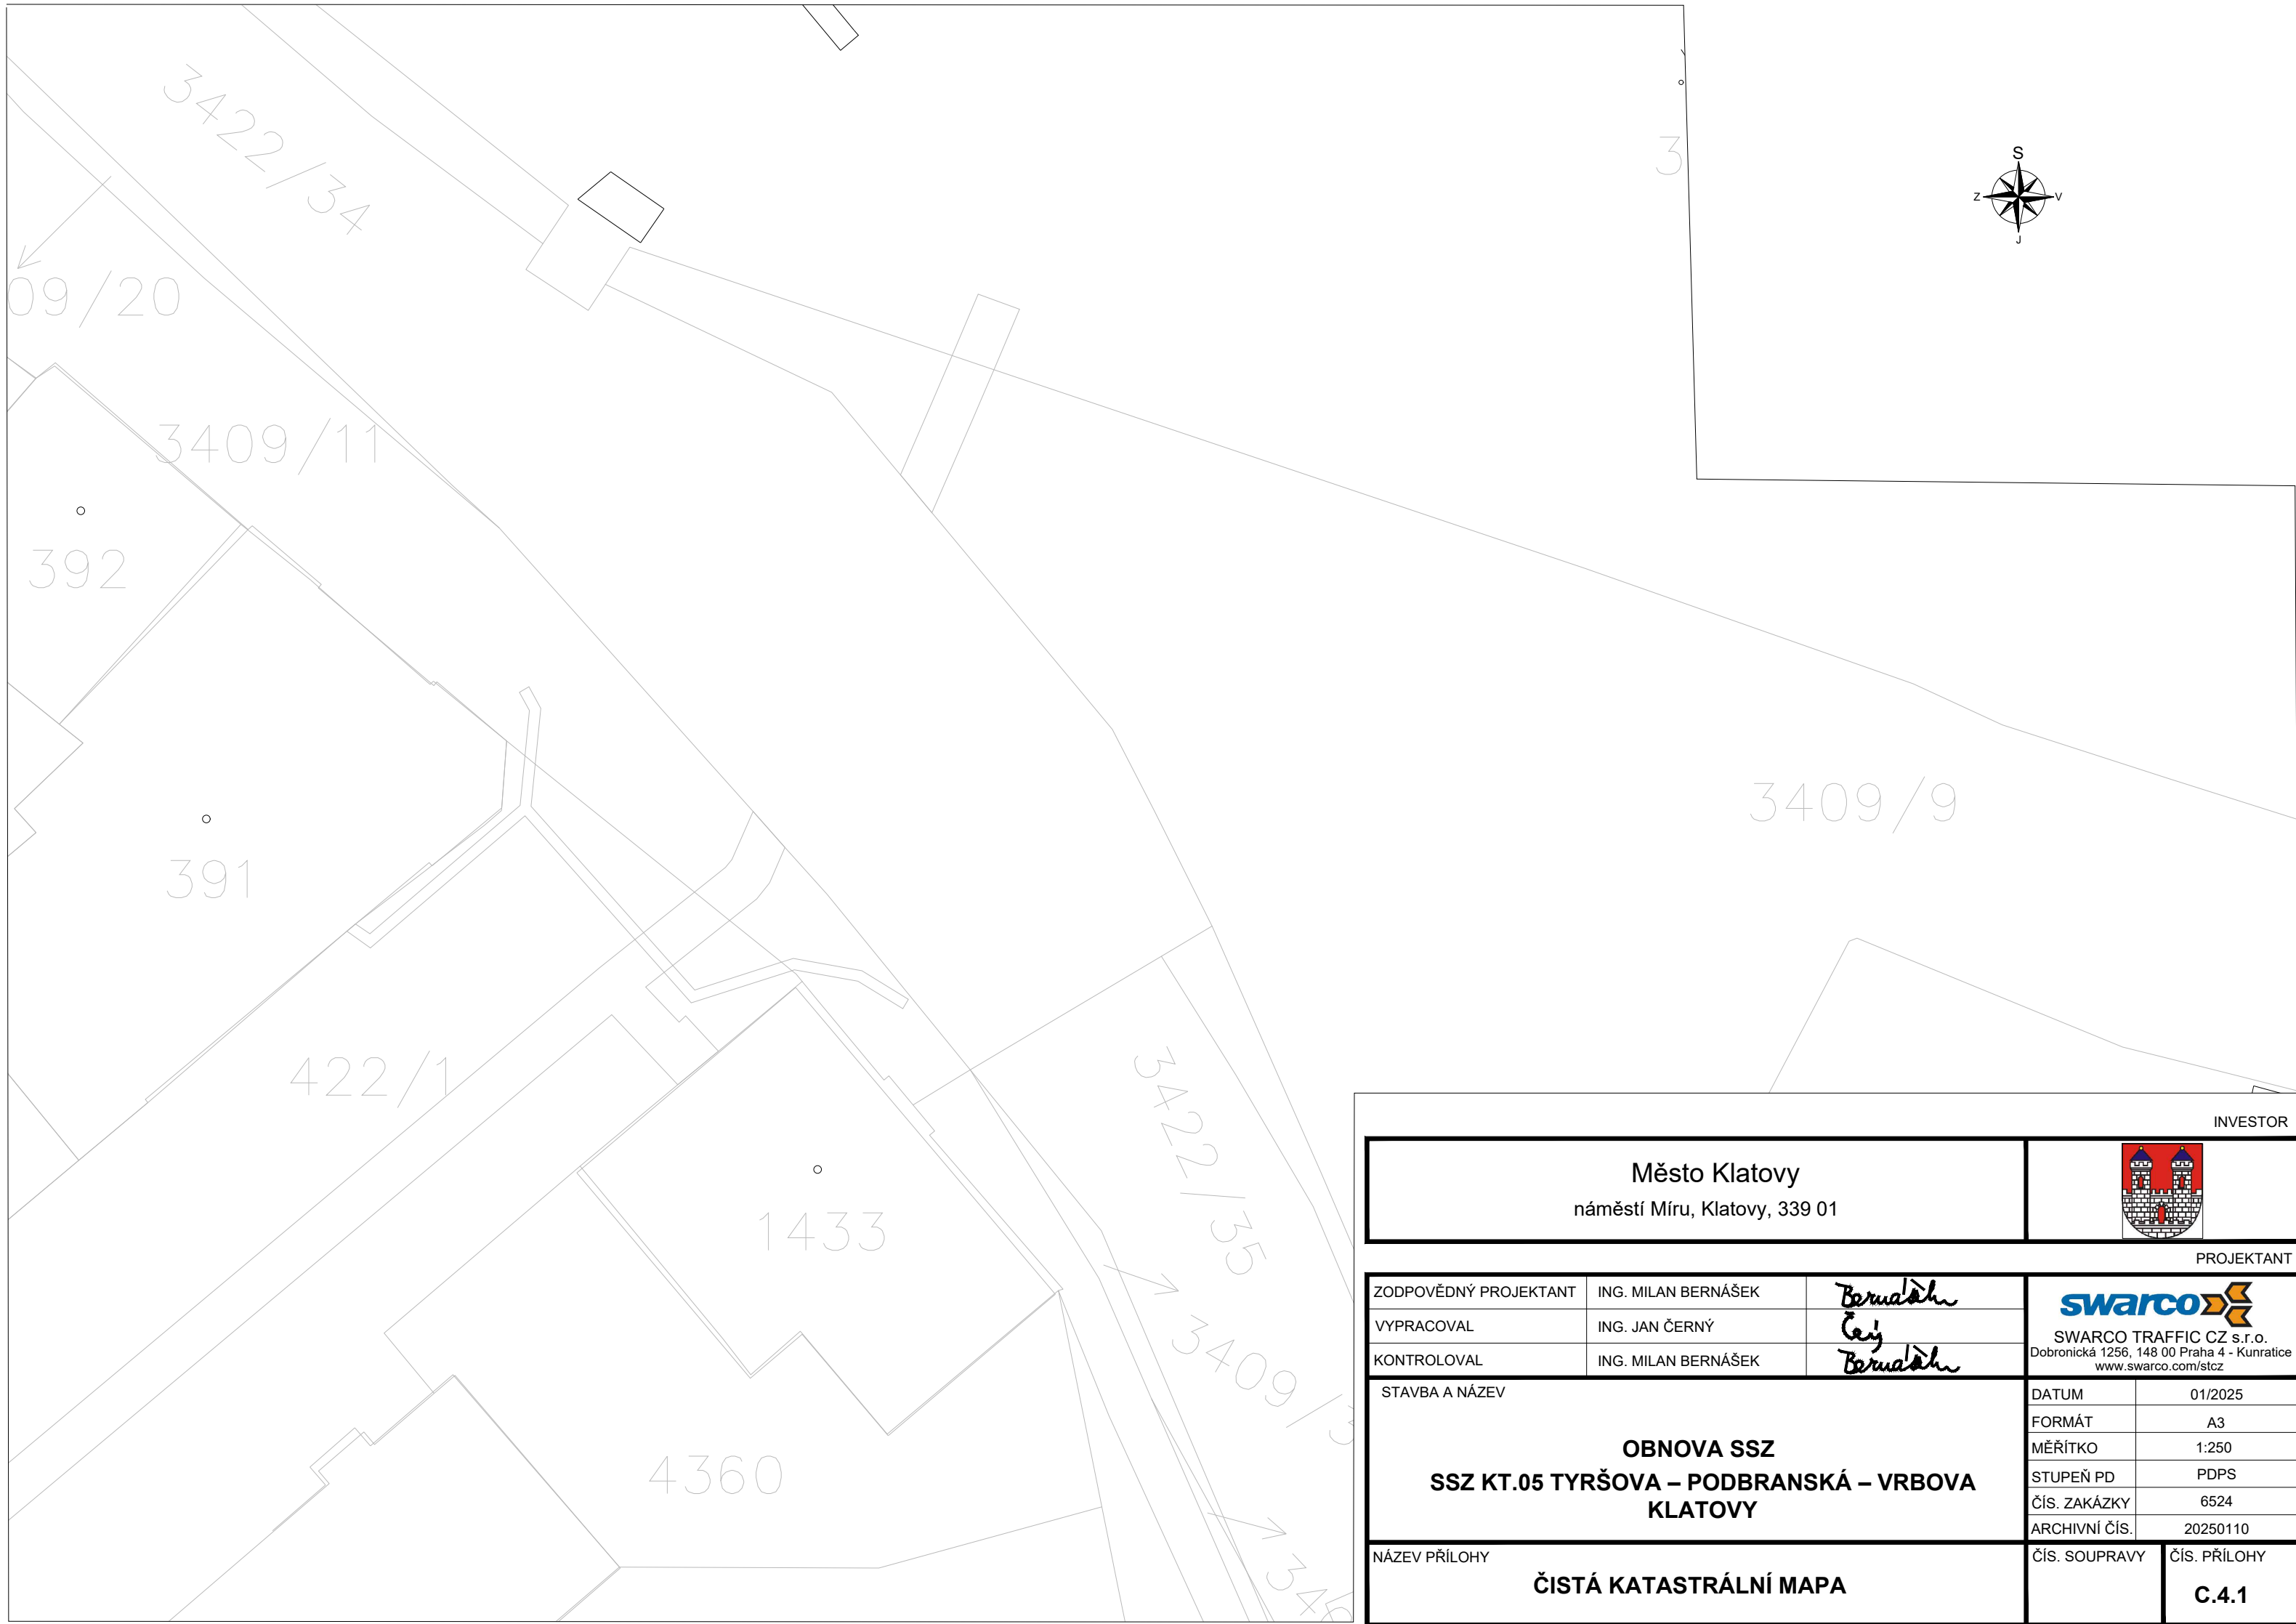 3422/34
3
S
Z
V
J
09/20
3409/11
392
3409/9
391
422/1
3422/35
1433
3409/3
4360
INVESTOR
Město Klatovy
náměstí Míru, Klatovy, 339 01
PROJEKTANT
ZODPOVĚDNÝ PROJEKTANT ING. MILAN BERNÁŠEK
VYPRACOVAL ING. JAN ČERNÝ
KONTROLOVAL ING. MILAN BERNÁŠEK
swarco
SWARCO TRAFFIC CZ s.r.o.
Dobronická 1256, 148 00 Praha 4 - Kunratice
www.swarco.com/stcz
STAVBA A NÁZEV
OBNOVA SSZ
SSZ KT.05 TYRŠOVA – PODBRANSKÁ – VRBOVA
KLATOVY
DATUM 01/2025
FORMÁT A3
MĚŘÍTKO 1:250
STUPEŇ PD PDPS
ČÍS. ZAKÁZKY 6524
ARCHIVNÍ ČÍS. 20250110
NÁZEV PŘÍLOHY
ČISTÁ KATASTRÁLNÍ MAPA
ČÍS. SOUPRAVY
ČÍS. PŘÍLOHY
C.4.1